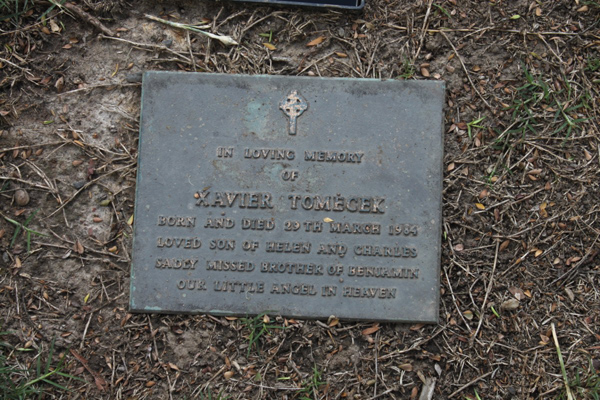 IN LOVING MEMORY
OF
XAVIER TOMECEK
BORN AND DIED 29TH MARCH 1984
LOVED SON OF HELEN AND CHARLES
SADLY MISSED BROTHER OF BENJAMIN
OUR LITTLE ANGEL IN HEAVEN